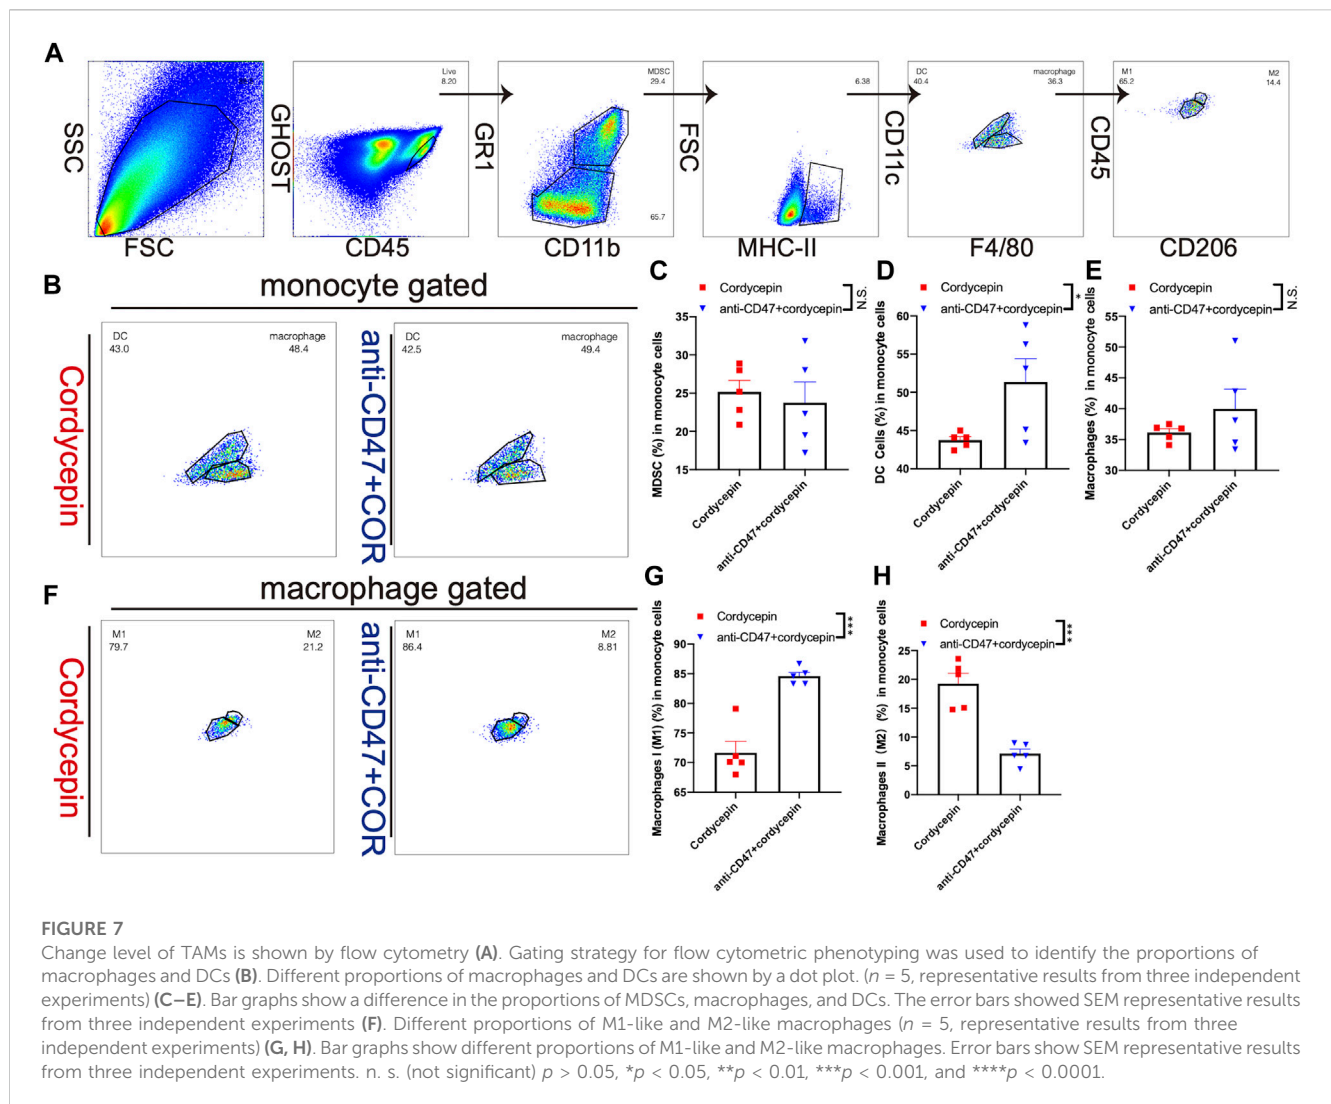 A
SSC
FSC
GHOST
Live
8.20
CD45
GR1
MDSC
29.4
65.7
CD11b
FSC
6.38
MHC-II
CD11c
DC
40.4
macrophage
36.3
F4/80
CD45
M1
65.2
M2
14.4
CD206
B
monocyte gated
Cordycepin
DC
43.0
macrophage
48.4
anti-CD47+COR
DC
42.5
macrophage
49.4
C
Cordycepin
anti-CD47+cordycepin
N.S.
MDSC (%) in monocyte cells
35
30
25
20
15
Cordycepin
anti-CD47+cordycepin
D
Cordycepin
anti-CD47+cordycepin
*
DC Cells (%) in monocyte cells
60
55
50
45
40
Cordycepin
anti-CD47+cordycepin
E
Cordycepin
anti-CD47+cordycepin
N.S.
Macrophages (%) in monocyte cells
55
50
45
40
35
30
Cordycepin
anti-CD47+cordycepin
F
macrophage gated
Cordycepin
M1
79.7
M2
21.2
anti-CD47+COR
M1
86.4
M2
8.81
G
Cordycepin
anti-CD47+cordycepin
***
Macrophages I (M1) (%) in monocyte cells
90
85
80
75
70
65
Cordycepin
anti-CD47+cordycepin
H
Cordycepin
anti-CD47+cordycepin
***
Macrophages II (M2) (%) in monocyte cells
25
20
15
10
5
0
Cordycepin
anti-CD47+cordycepin
FIGURE 7
Change level of TAMs is shown by flow cytometry (A). Gating strategy for flow cytometric phenotyping was used to identify the proportions of
macrophages and DCs (B). Different proportions of macrophages and DCs are shown by a dot plot. (n = 5, representative results from three independent
experiments) (C–E). Bar graphs show a difference in the proportions of MDSCs, macrophages, and DCs. The error bars showed SEM representative results
from three independent experiments (F). Different proportions of M1-like and M2-like macrophages (n = 5, representative results from three
independent experiments) (G, H). Bar graphs show different proportions of M1-like and M2-like macrophages. Error bars show SEM representative results
from three independent experiments. n. s. (not significant) p > 0.05, *p < 0.05, **p < 0.01, ***p < 0.001, and ****p < 0.0001.